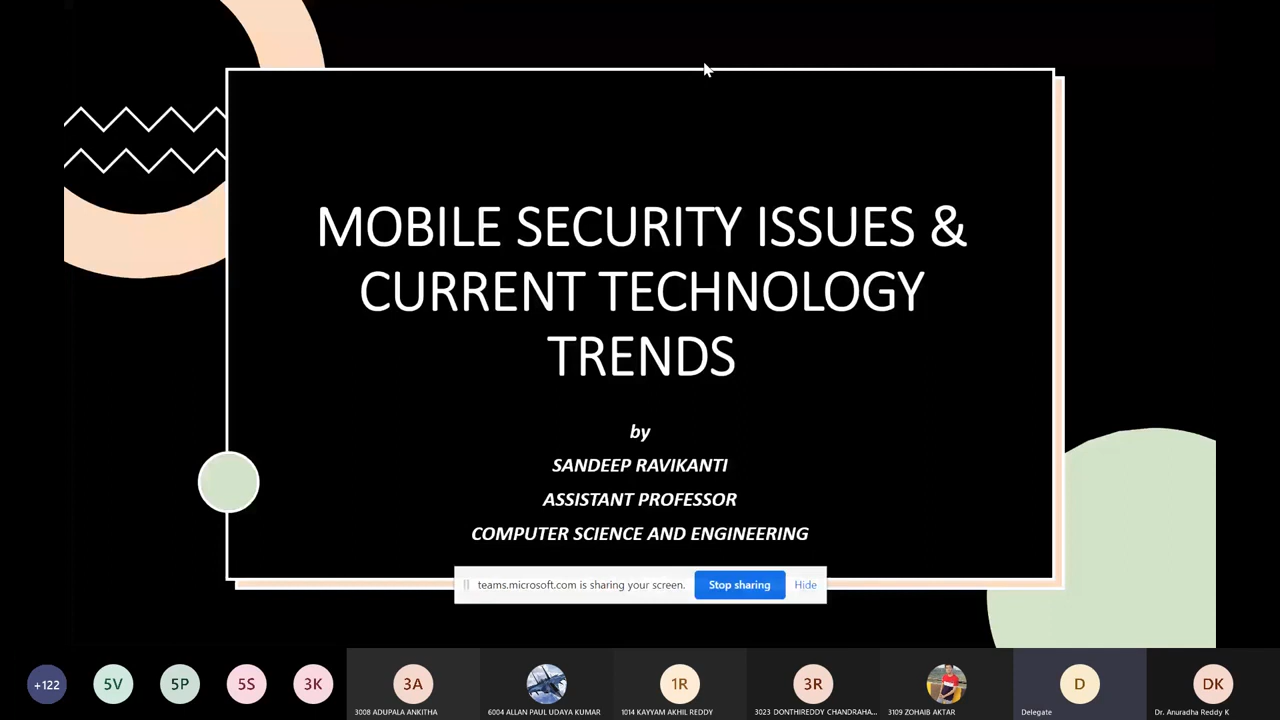 MOBILE SECURITY ISSUES &
CURRENT TECHNOLOGY
TRENDS
by
SANDEEP RAVIKANTI
ASSISTANT PROFESSOR
COMPUTER SCIENCE AND ENGINEERING
teams.microsoft.com is sharing your screen.
Stop sharing
Hide
+122
5V
5P
5S
3K
3A
1R
3R
D
DK
3008 ADUPALA ANKITHA
6004 ALLAN PAUL UDAYA KUMAR
1014 KAYYAM AKHIL REDDY
3023 DONTHIREDDY CHANDRAHA...
3109 ZOHAIB AKTAR
Delegate
Dr. Anuradha Reddy K